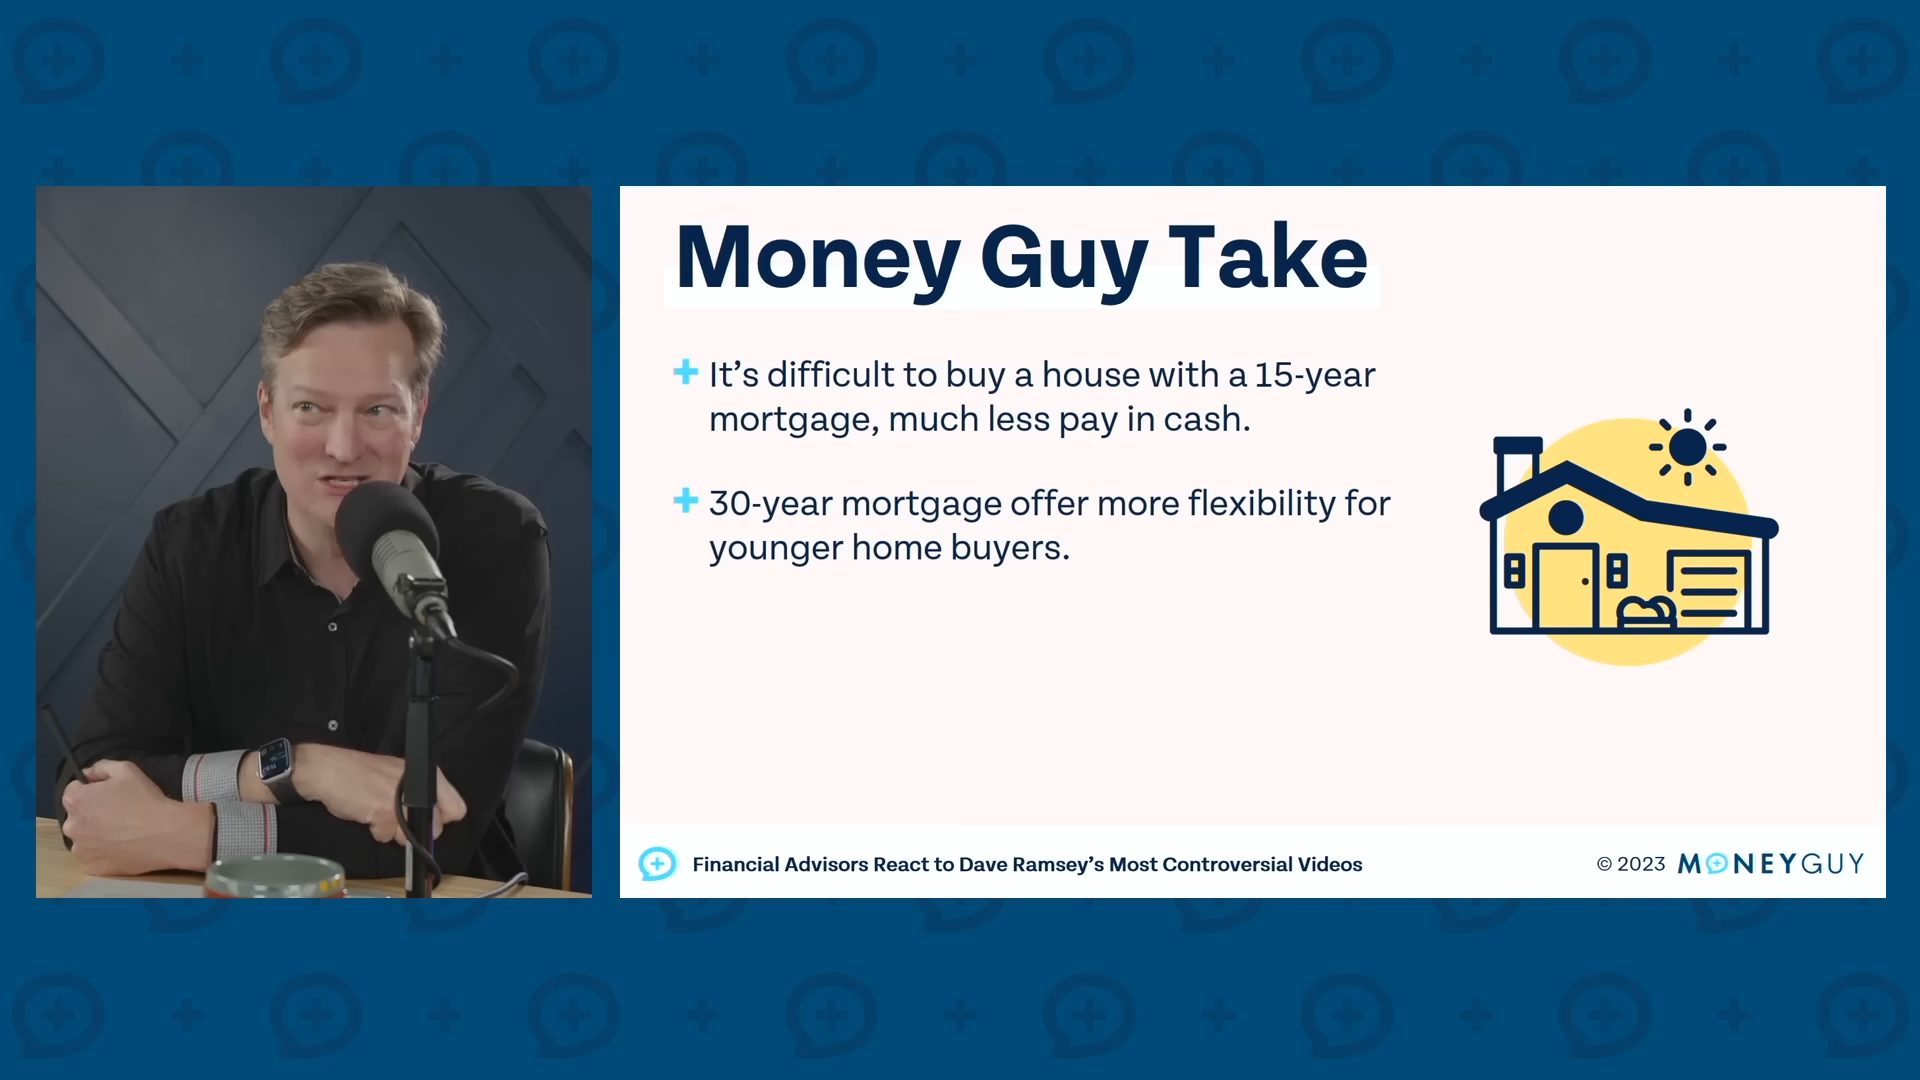 Money Guy Take
It’s difficult to buy a house with a 15-year
mortgage, much less pay in cash.
30-year mortgage offer more flexibility for
younger home buyers.
Financial Advisors React to Dave Ramsey’s Most Controversial Videos
© 2023 MONEYGUY